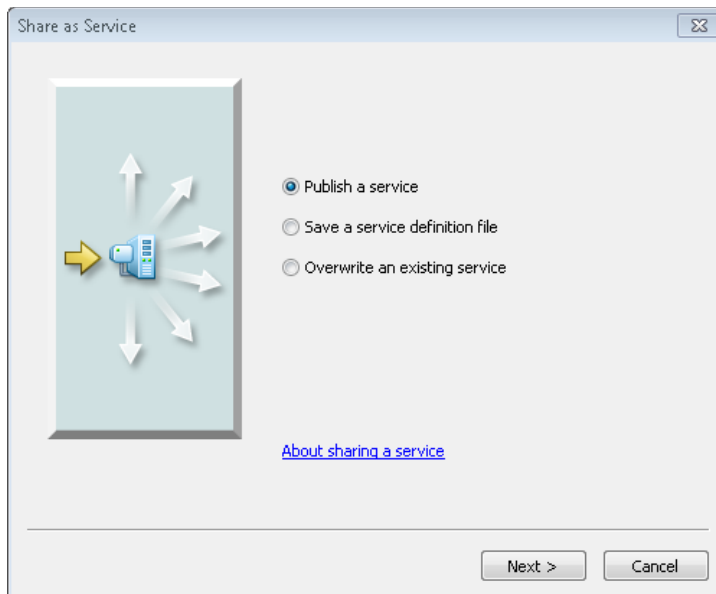 Share as Service
Publish a service
Save a service definition file
Overwrite an existing service
About sharing a service
Next >
Cancel